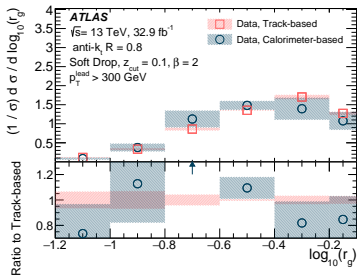 ATLAS
√s= 13 TeV, 32.9 fb⁻¹
anti-kₜ R = 0.8
Soft Drop, z_cut = 0.1, β = 2
p_T^lead > 300 GeV
Data, Track-based
Data, Calorimeter-based
(1 / σ) d σ / d log₁₀(r_g)
4
3.5
3
2.5
2
1.5
1
0.5
Ratio to Track-based
1.2
1
0.8
−1.2 −1 −0.8 −0.6 −0.4 −0.2
log₁₀(r_g)